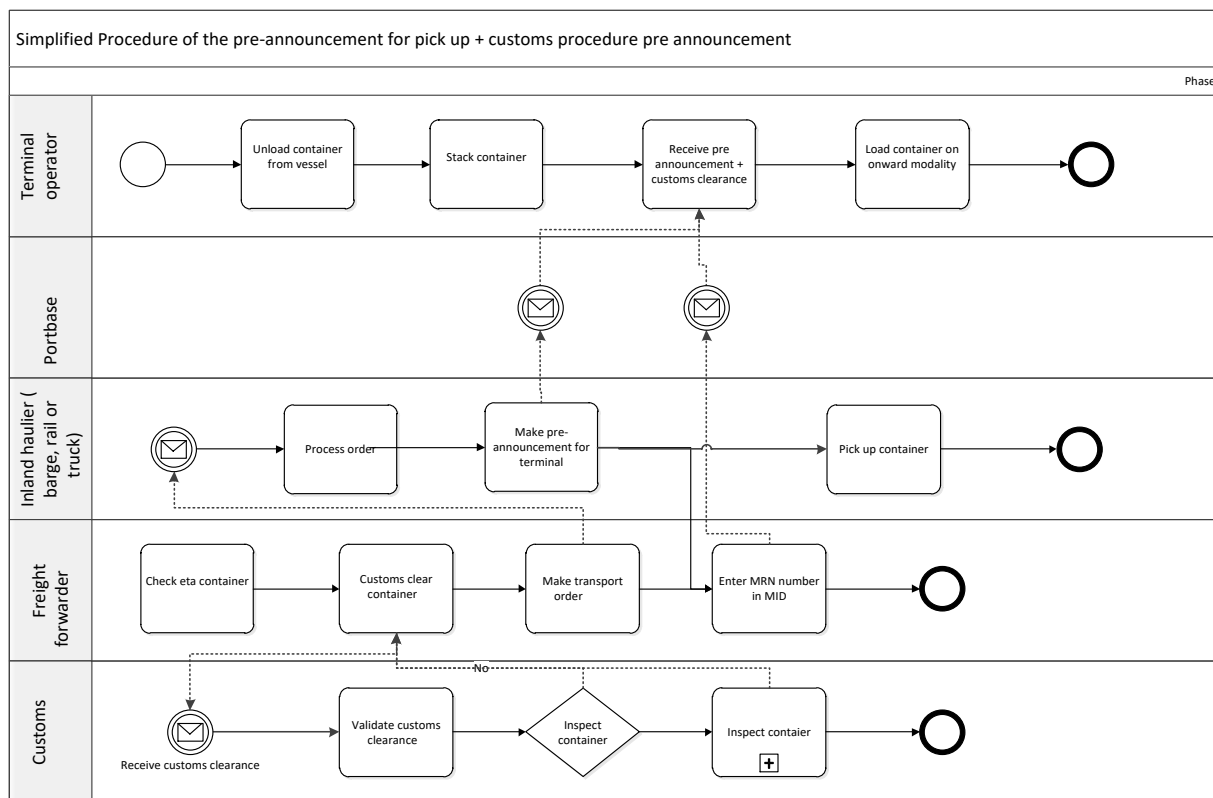 Simplified Procedure of the pre-announcement for pick up + customs procedure pre announcement
Phase
Terminal
operator
Unload container
from vessel
Stack container
Receive pre
announcement +
customs clearance
Load container on
onward modality
Portbase
Inland haulier (
barge, rail or
truck)
Process order
Make pre-
announcement for
terminal
Pick up container
Freight
forwarder
Check eta container
Customs clear
container
Make transport
order
Enter MRN number
in MID
Customs
Receive customs clearance
Validate customs
clearance
No
Inspect
container
Inspect contaier